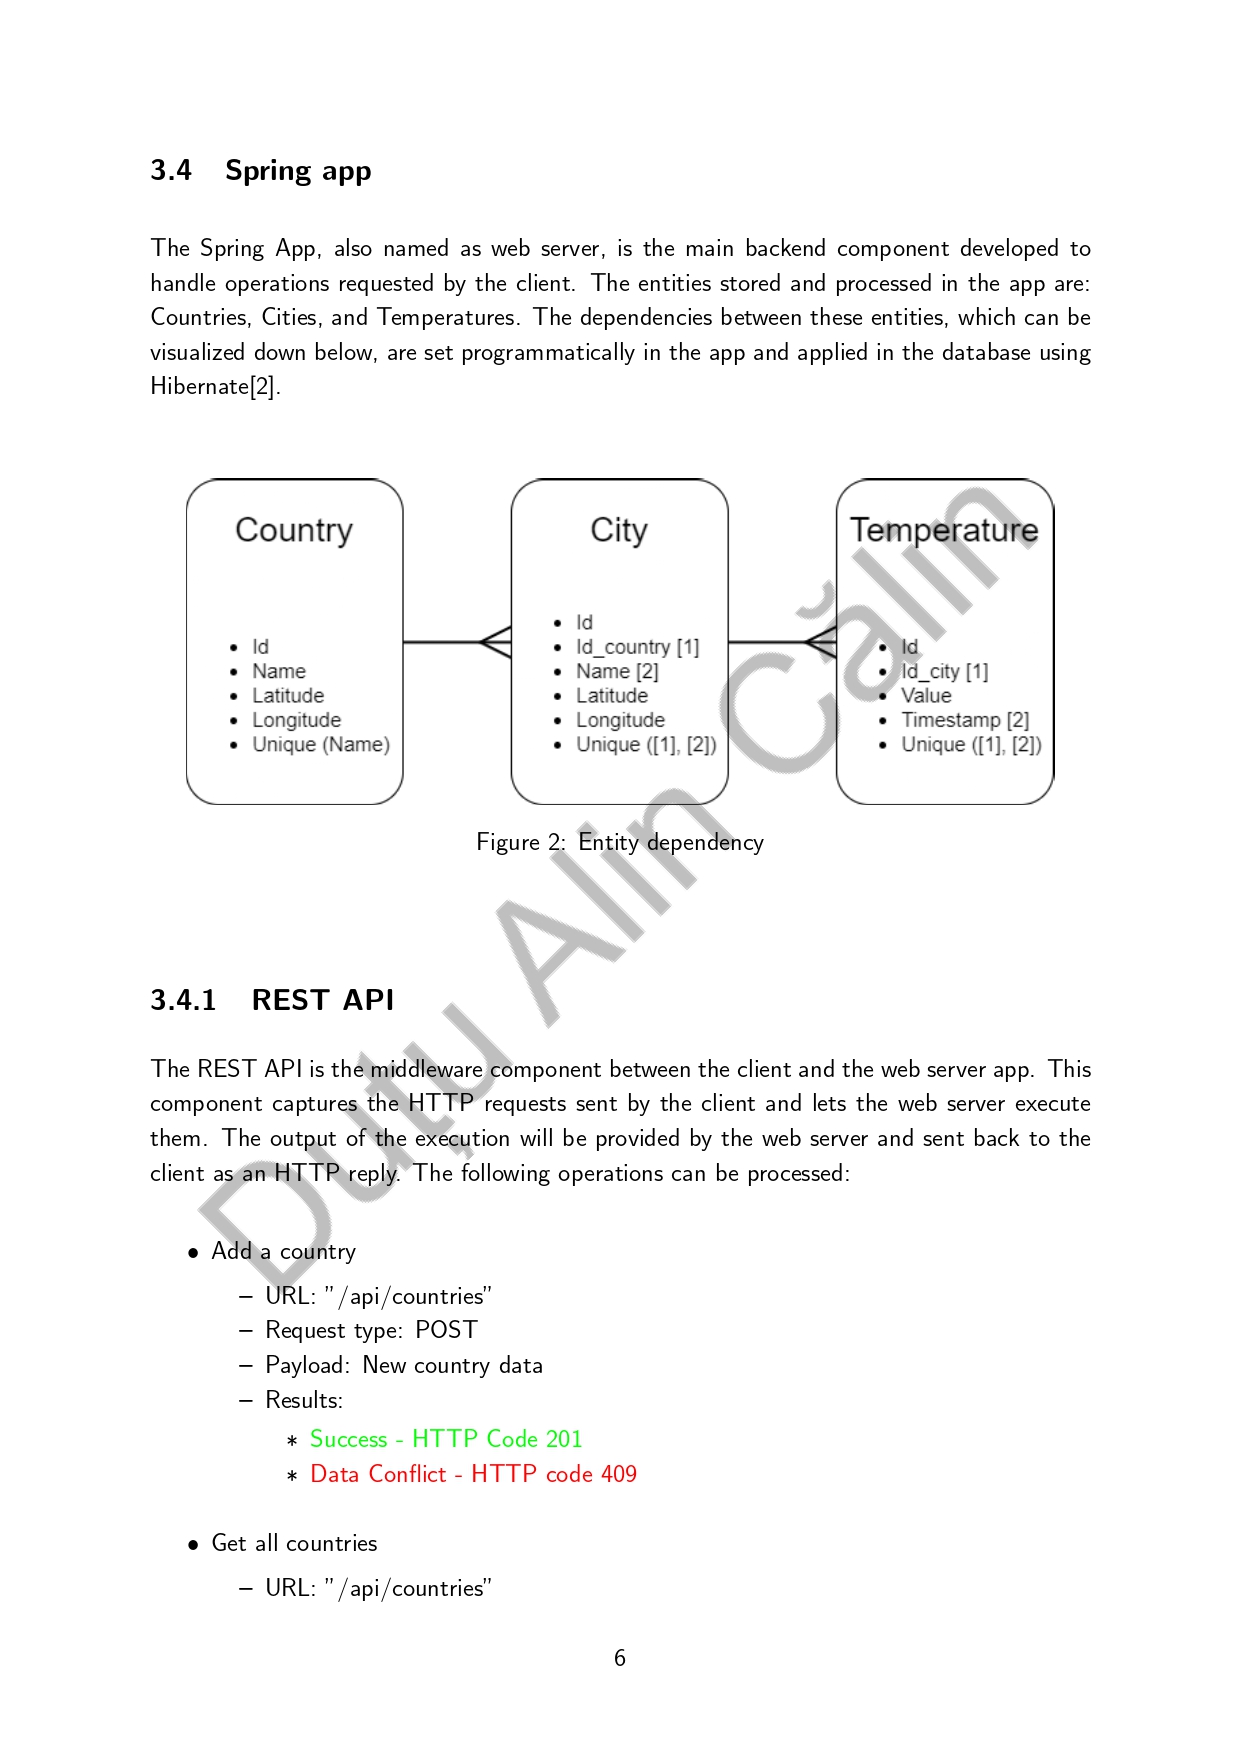 3.4 Spring app
The Spring App, also named as web server, is the main backend component developed to
handle operations requested by the client. The entities stored and processed in the app are:
Countries, Cities, and Temperatures. The dependencies between these entities, which can be
visualized down below, are set programmatically in the app and applied in the database using
Hibernate[2].
Country
• Id
• Name
• Latitude
• Longitude
• Unique (Name)
City
• Id
• Id_country [1]
• Name [2]
• Latitude
• Longitude
• Unique ([1], [2])
Temperature
• Id
• Id_city [1]
• Value
• Timestamp [2]
• Unique ([1], [2])
Figure 2: Entity dependency
Duțu Alin Călin
3.4.1 REST API
The REST API is the middleware component between the client and the web server app. This
component captures the HTTP requests sent by the client and lets the web server execute
them. The output of the execution will be provided by the web server and sent back to the
client as an HTTP reply. The following operations can be processed:
• Add a country
– URL: "/api/countries"
– Request type: POST
– Payload: New country data
– Results:
* Success - HTTP Code 201
* Data Conflict - HTTP code 409
• Get all countries
– URL: "/api/countries"
6